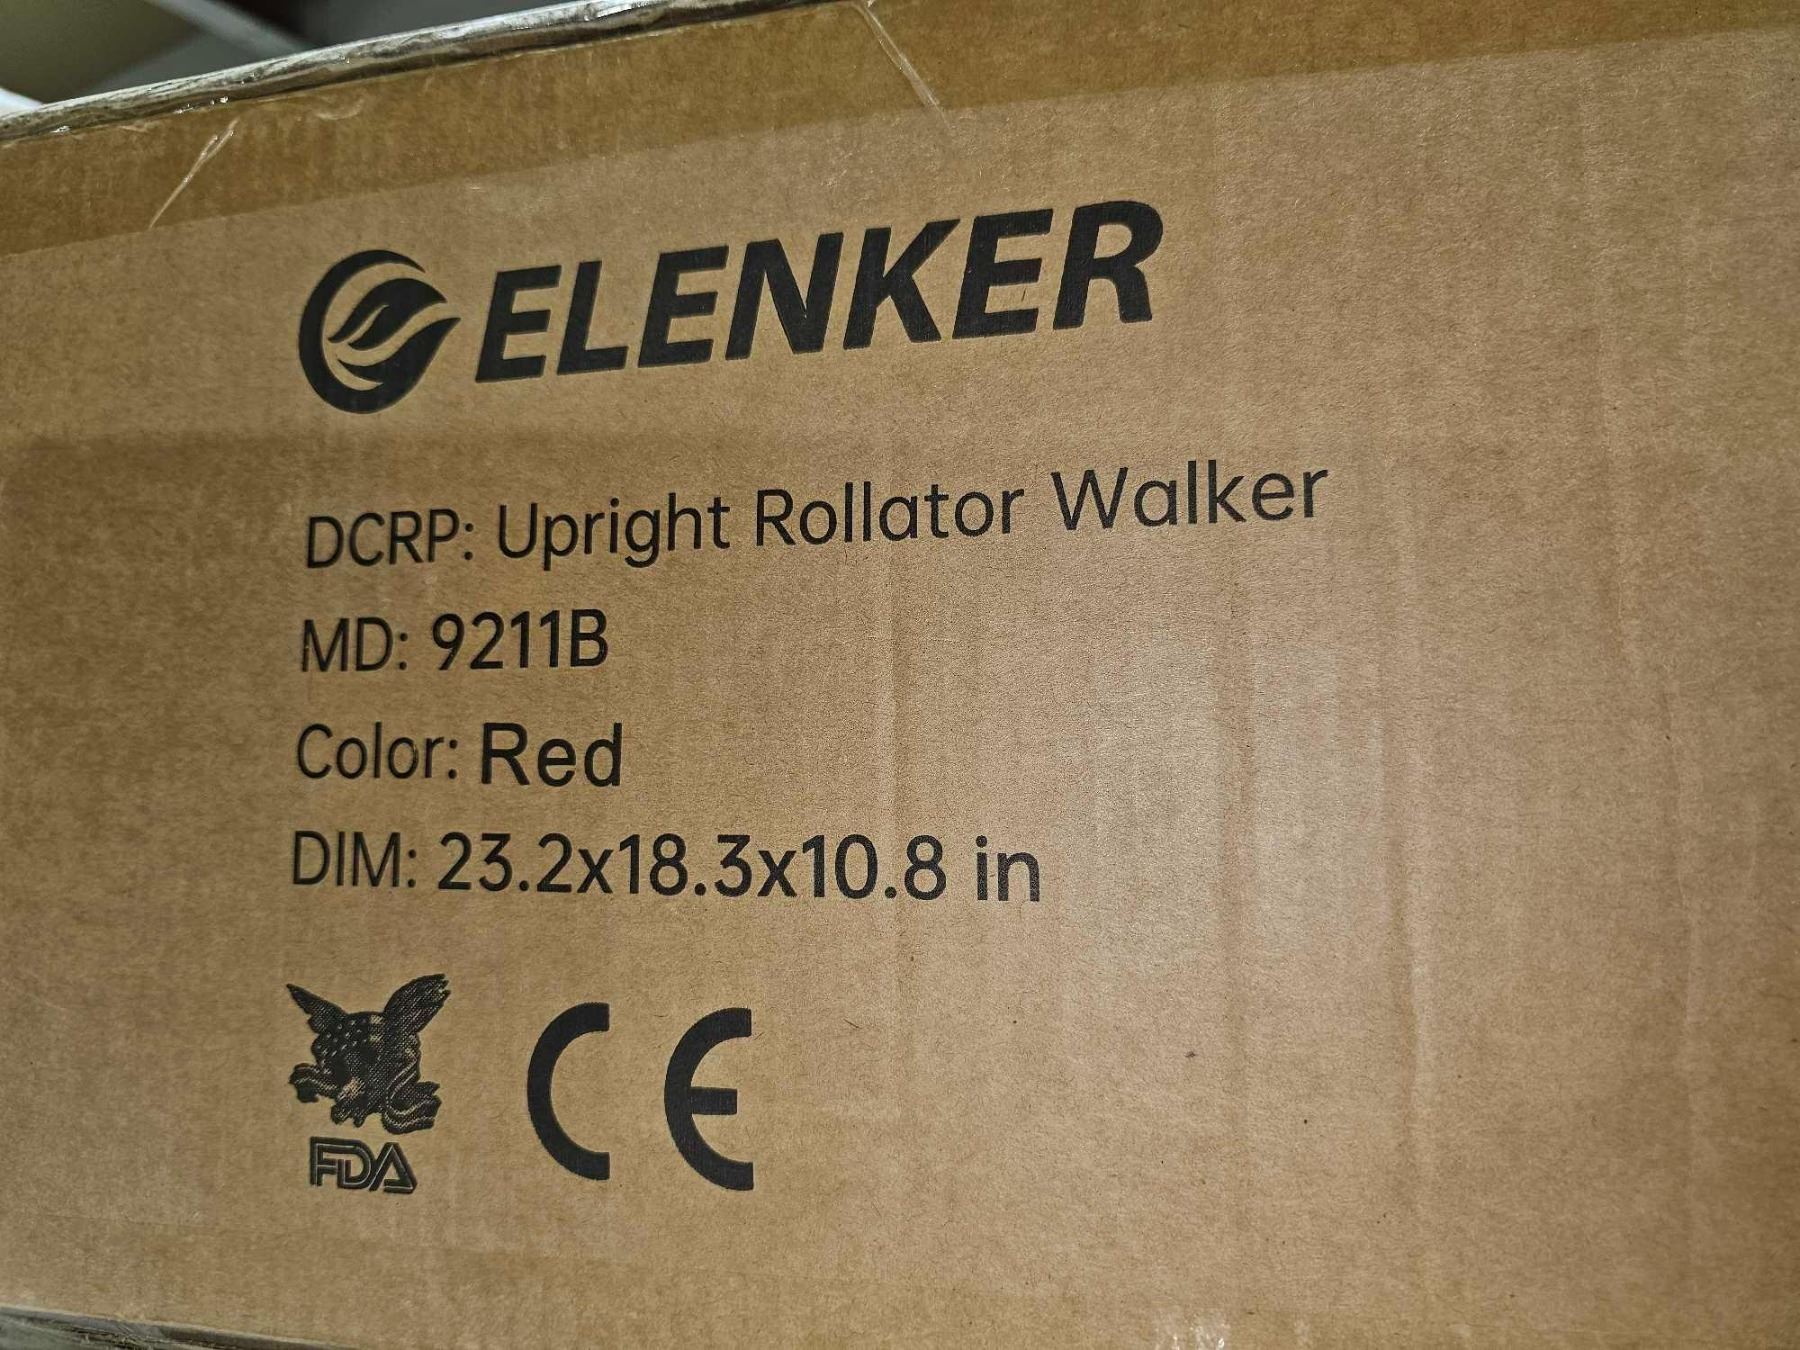 ELENKER
DCRP: Upright Rollator Walker
MD: 9211B
Color: Red
DIM: 23.2x18.3x10.8 in
FDA
CE